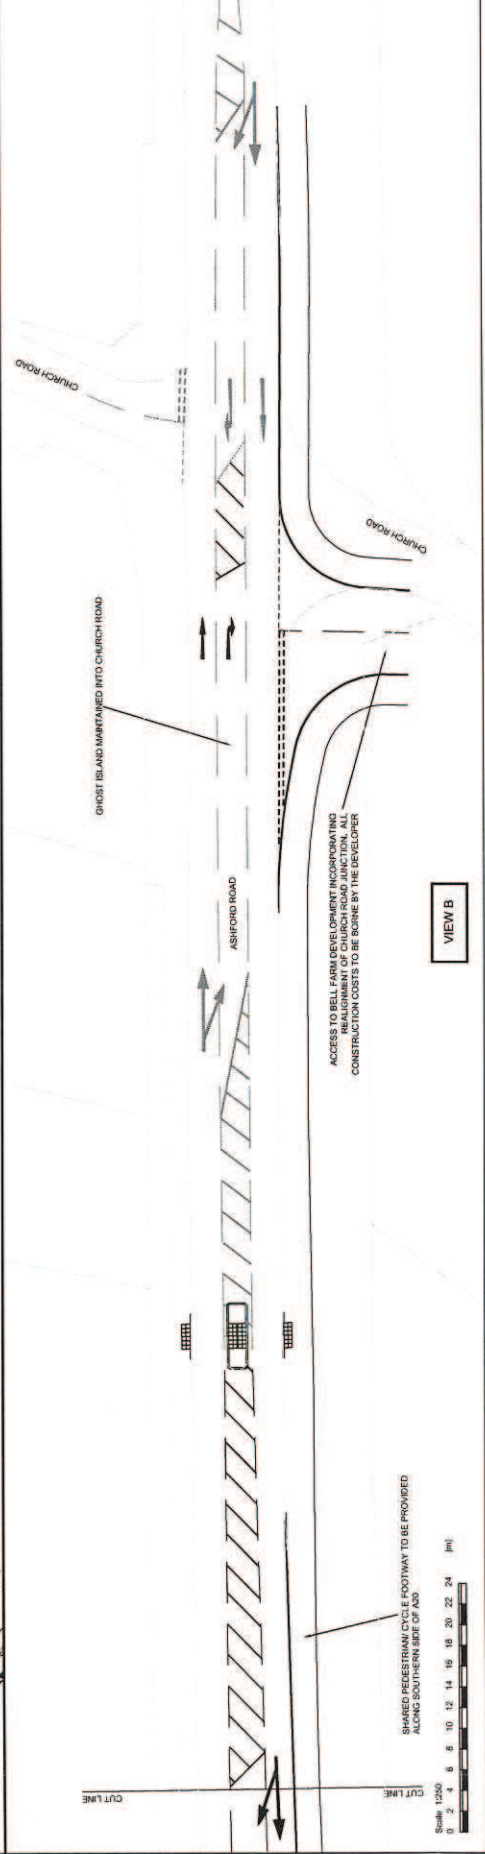 CHURCH ROAD
GHOST ISLAND MAINTAINED INTO CHURCH ROAD
CHURCH ROAD
ASHFORD ROAD
ACCESS TO BELL FARM DEVELOPMENT INCORPORATING
REALIGNMENT OF CHURCH ROAD JUNCTION. ALL
CONSTRUCTION COSTS TO BE BORNE BY THE DEVELOPER
VIEW B
SHARED PEDESTRIAN/ CYCLE FOOTWAY TO BE PROVIDED
ALONG SOUTHERN SIDE OF A20
CUT LINE
CUT LINE
Scale 1:250
0 2 4 6 8 10 12 14 16 18 20 22 24 [m]